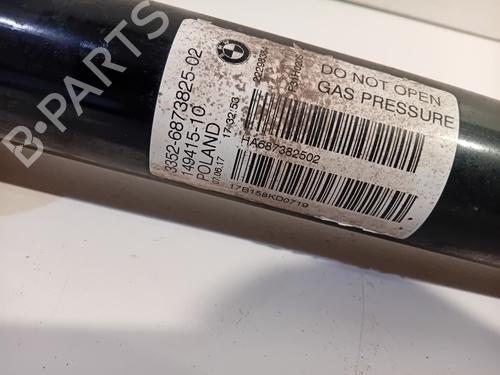 3352-6873825-02
149415-10
POLAND
07.06.17
17:32:53
HA687382502
17B158KD0719
DO NOT OPEN
GAS PRESSURE
B-PARTS